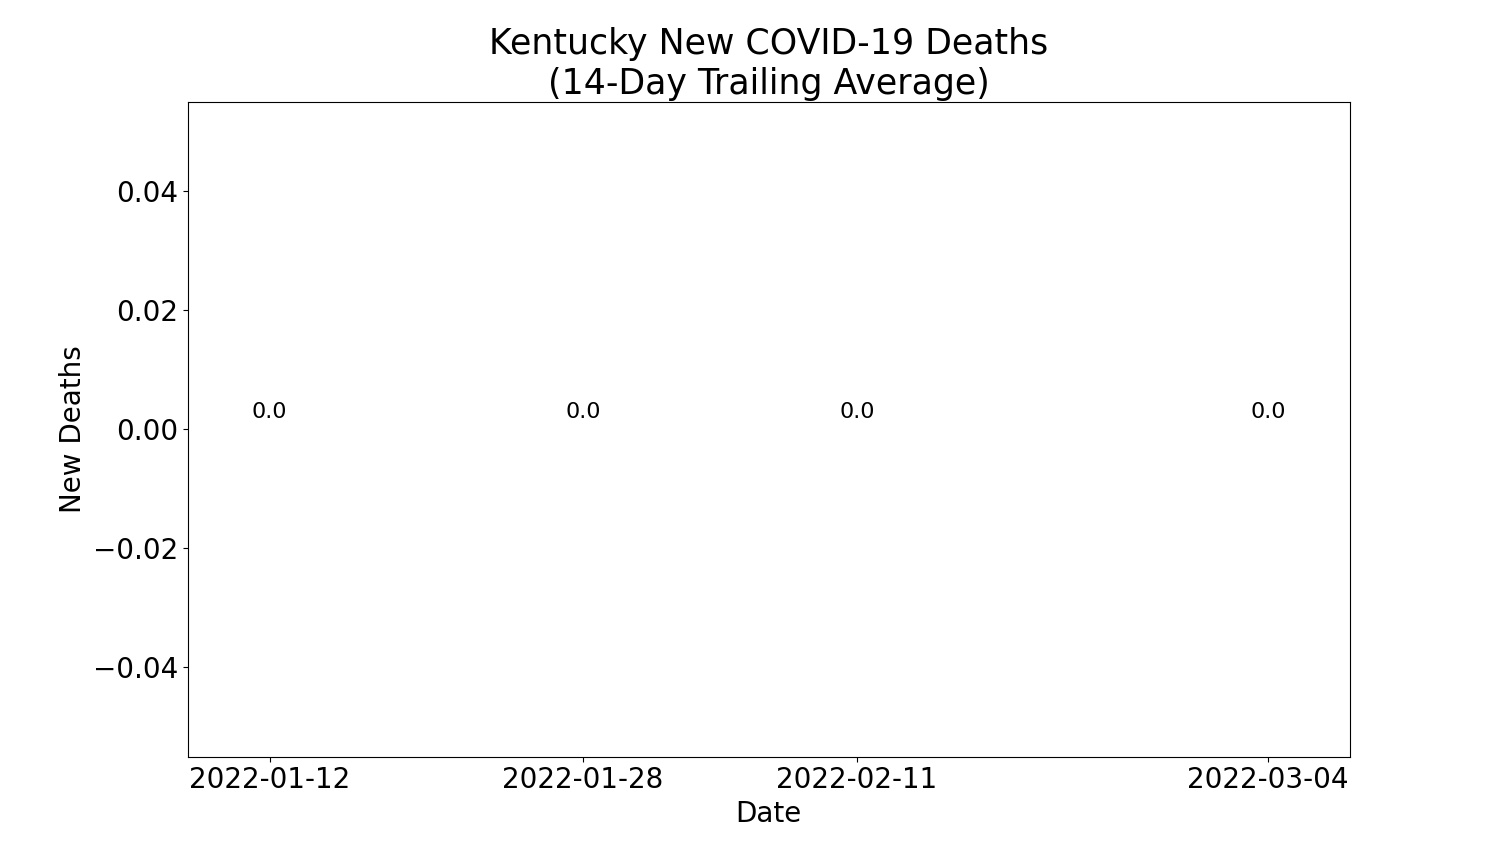 Kentucky New COVID-19 Deaths
(14-Day Trailing Average)
0.04
0.02
0.00
−0.02
−0.04
New Deaths
0.0 0.0 0.0 0.0
2022-01-12 2022-01-28 2022-02-11 2022-03-04
Date